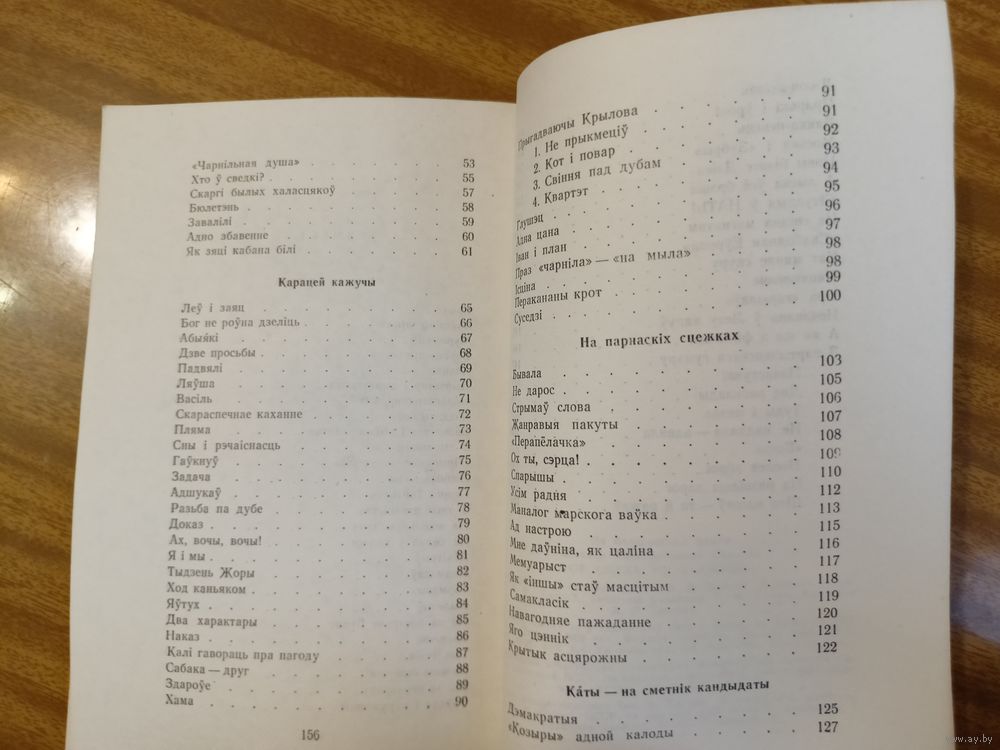 «Чарнільная душа» . . . . . . . 53
Хто ў сведкі? . . . . . . . . 55
Скаргі былых халасцякоў . . . . . 57
Бюлетэнь . . . . . . . . . 58
Завалілі . . . . . . . . . 59
Адно збавенне . . . . . . . . 60
Як зяці кабана білі . . . . . . 61
Карацей кажучы
Леў і заяц . . . . . . . . 65
Бог не роўна дзеліць . . . . . . 66
Абыякі . . . . . . . . . 67
Дзве просьбы . . . . . . . . 68
Падвялі . . . . . . . . . 69
Ляўша . . . . . . . . . 70
Васіль . . . . . . . . . 71
Скараспечнае каханне . . . . . . 72
Пляма . . . . . . . . . 73
Сны і рэчаіснасць . . . . . . . 74
Гаўкнуў . . . . . . . . . 75
Задача . . . . . . . . . 76
Адшукаў . . . . . . . . . 77
Разьба па дубе . . . . . . . 78
Доказ . . . . . . . . . 79
Ах, вочы, вочы! . . . . . . . 80
Я і мы . . . . . . . . . 81
Тыдзень Жоры . . . . . . . . 82
Ход каньяком . . . . . . . . 83
Яўтух . . . . . . . . . 84
Два характары . . . . . . . . 85
Наказ . . . . . . . . . 86
Калі гавораць пра пагоду . . . . . 87
Сабака — друг . . . . . . . . 88
Здароўе . . . . . . . . . 89
Хама . . . . . . . . . 90
156
Прыгадваючы Крылова . . . . . . 91
1. Не прыкмеціў . . . . . . . 91
2. Кот і повар . . . . . . . 92
3. Свіння пад дубам . . . . . . 93
4. Квартэт . . . . . . . . 94
Глушэц . . . . . . . . . 95
Адна цана . . . . . . . . 96
Іван і план . . . . . . . . 97
Праз «чарніла» — «на мыла» . . . . 98
Ісціна . . . . . . . . . 98
Перакананы крот . . . . . . . 99
Суседзі . . . . . . . . . 100
На парнаскіх сцежках
Бывала . . . . . . . . . 103
Не дарос . . . . . . . . 105
Стрымаў слова . . . . . . . 106
Жанравыя пакуты . . . . . . 107
«Перапёлачка» . . . . . . . 108
Ох ты, сэрца! . . . . . . . 109
Спарышы . . . . . . . . 110
Усім радня . . . . . . . . 112
Маналог марскога ваўка . . . . . 113
Ад настрою . . . . . . . . 115
Мне даўніна, як цаліна . . . . . 116
Мемуарыст . . . . . . . . 117
Як «іншы» стаў масцітым . . . . . 118
Самакласік . . . . . . . . 119
Навагодняе пажаданне . . . . . 120
Яго цэннік . . . . . . . . 121
Крытык асцярожны . . . . . . 122
Ка́ты — на сметнік кандыдаты
Дэмакратыя . . . . . . . . 125
«Козыры» адной калоды . . . . . 127
www.ay.by